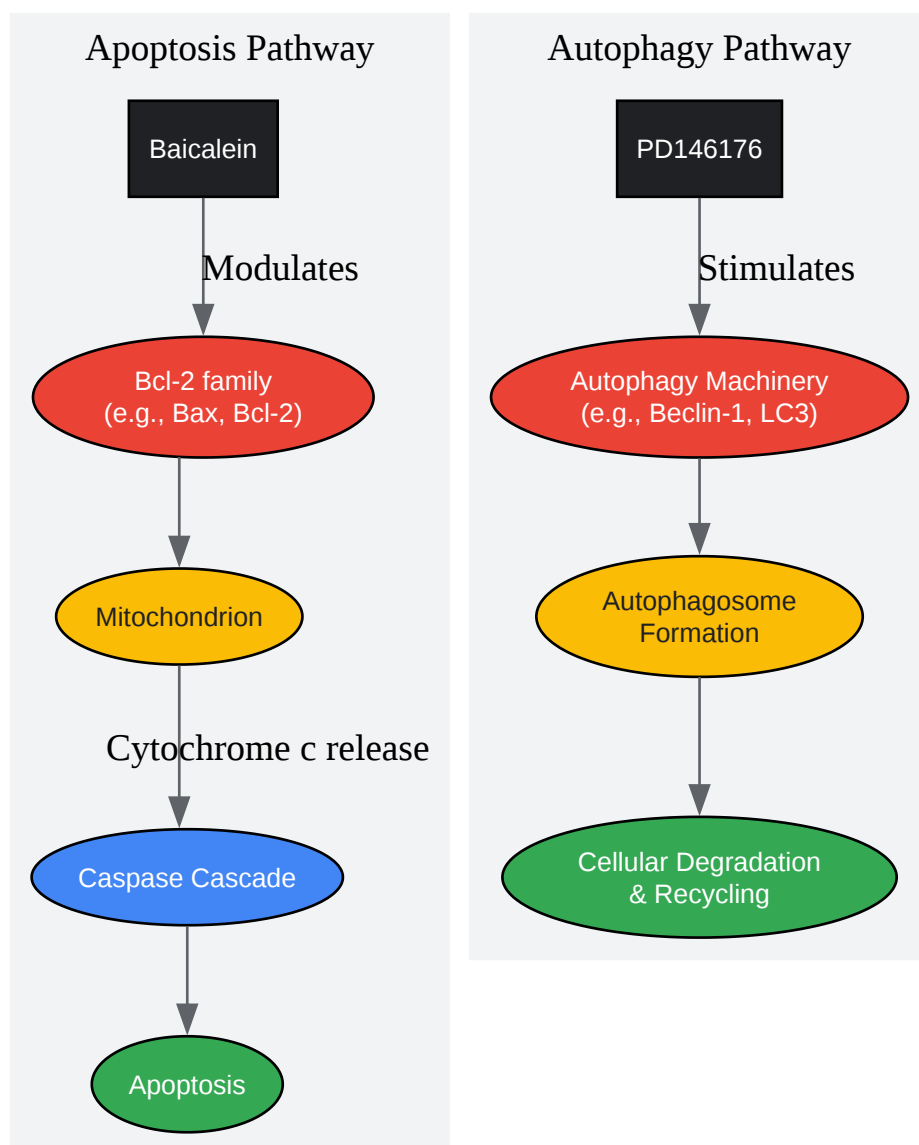 Apoptosis Pathway
Baicalein
Modulates
Bcl-2 family
(e.g., Bax, Bcl-2)
Mitochondrion
Cytochrome c release
Caspase Cascade
Apoptosis
Autophagy Pathway
PD146176
Stimulates
Autophagy Machinery
(e.g., Beclin-1, LC3)
Autophagosome
Formation
Cellular Degradation
& Recycling